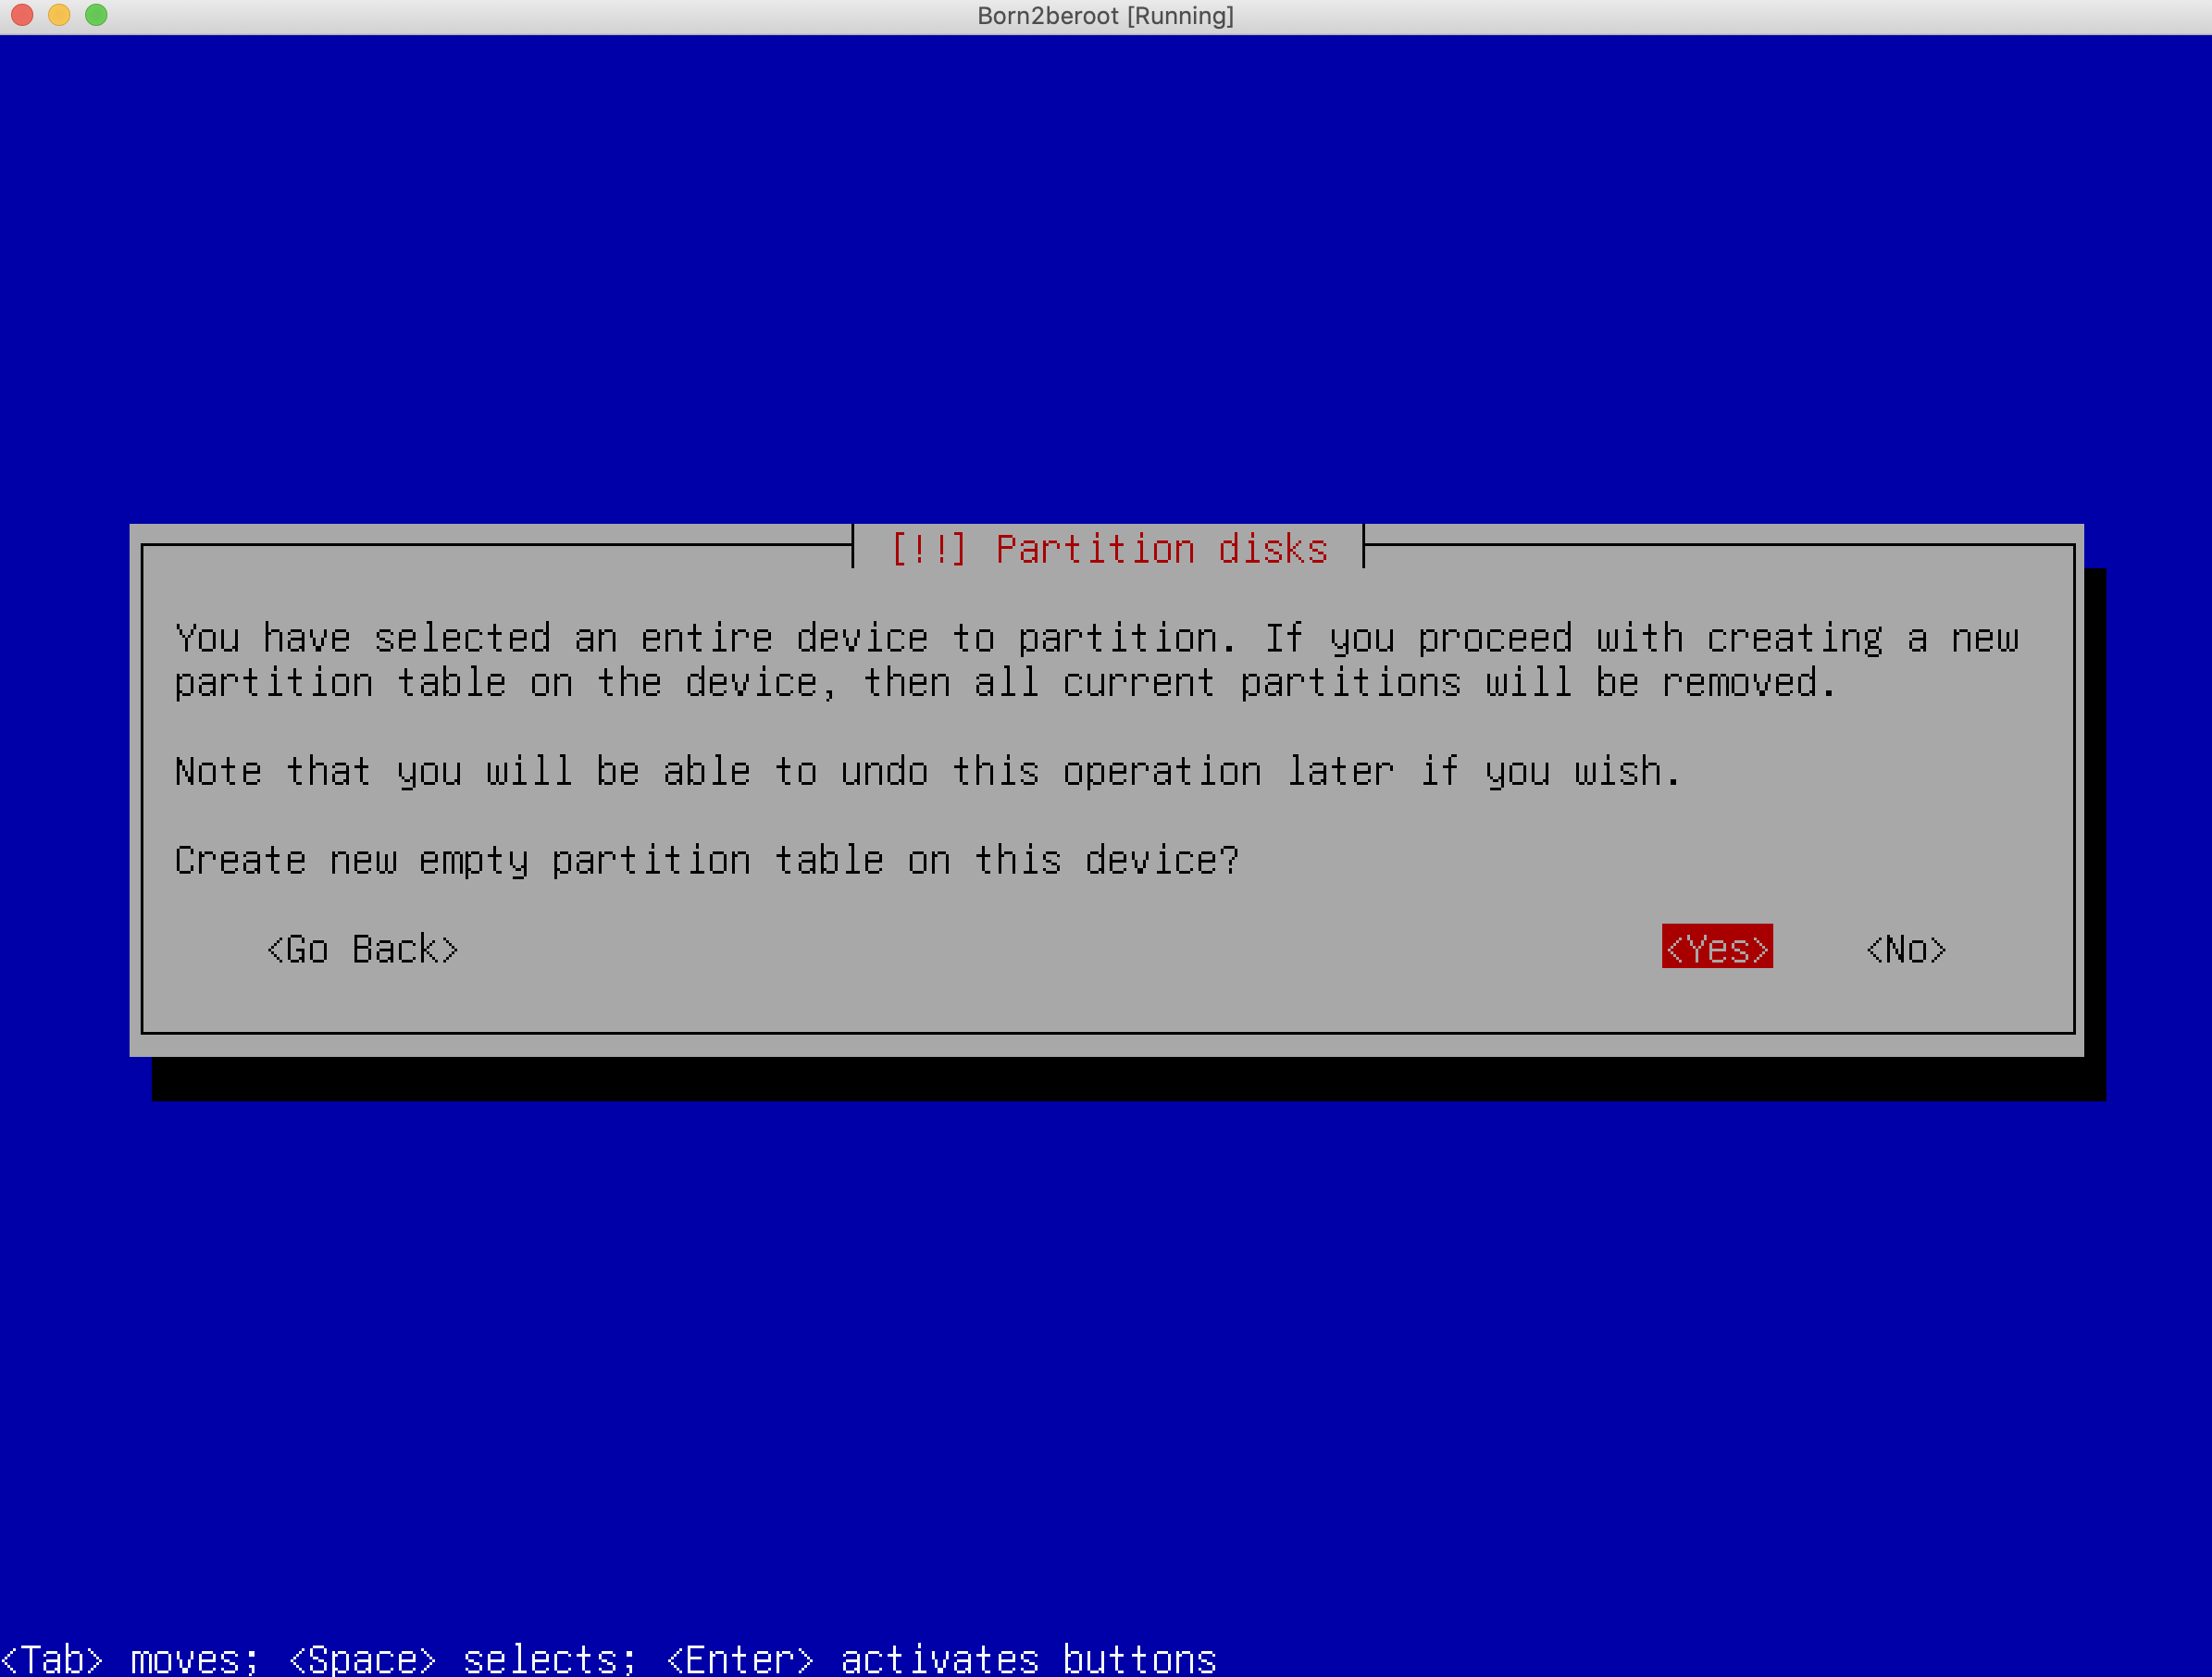 Born2beroot [Running]
[!!] Partition disks
You have selected an entire device to partition. If you proceed with creating a new
partition table on the device, then all current partitions will be removed.
Note that you will be able to undo this operation later if you wish.
Create new empty partition table on this device?
<Go Back> <Yes> <No>
<Tab> moves; <Space> selects; <Enter> activates buttons